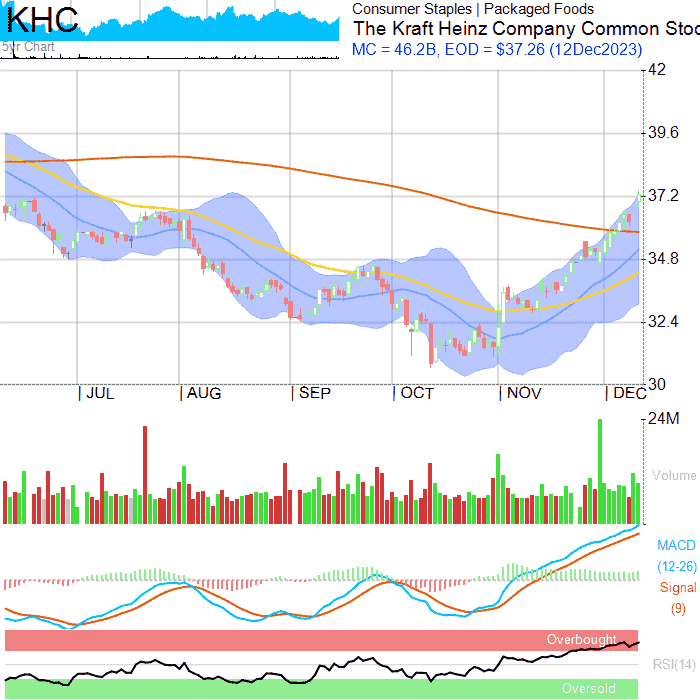 KHC
5yr Chart
Consumer Staples | Packaged Foods
The Kraft Heinz Company Common Stoc
MC = 46.2B, EOD = $37.26 (12Dec2023)
42
39.6
37.2
34.8
32.4
30
| JUL
| AUG
| SEP
| OCT
| NOV
| DEC
24M
Volume
MACD
(12-26)
Signal
(9)
Overbought
RSI(14)
Oversold